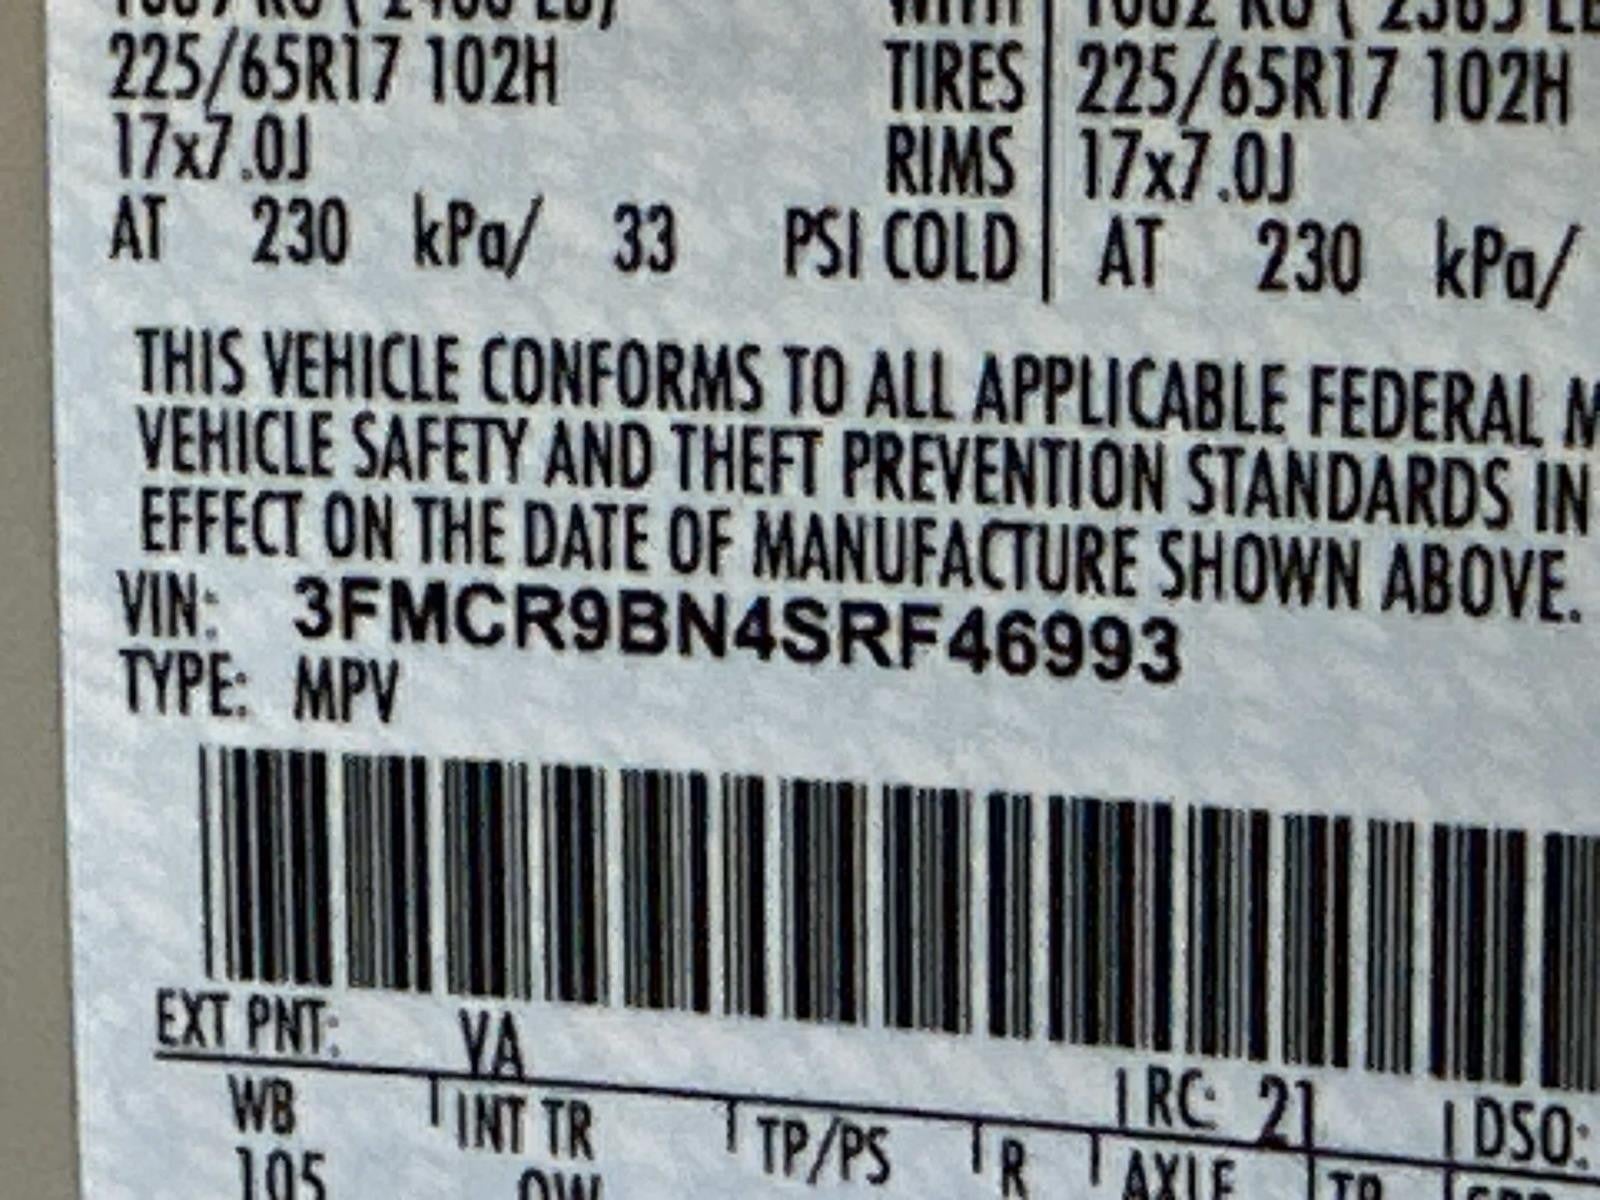 225/65R17 102H TIRES 225/65R17 102H
17x7.0J RIMS 17x7.0J
AT 230 kPa/ 33 PSI COLD AT 230 kPa/
THIS VEHICLE CONFORMS TO ALL APPLICABLE FEDERAL M
VEHICLE SAFETY AND THEFT PREVENTION STANDARDS IN
EFFECT ON THE DATE OF MANUFACTURE SHOWN ABOVE.
VIN: 3FMCR9BN4SRF46993
TYPE: MPV
EXT PNT: YA RC: 21 DSO:
WB INT TR TP/PS R AXLE TR
105